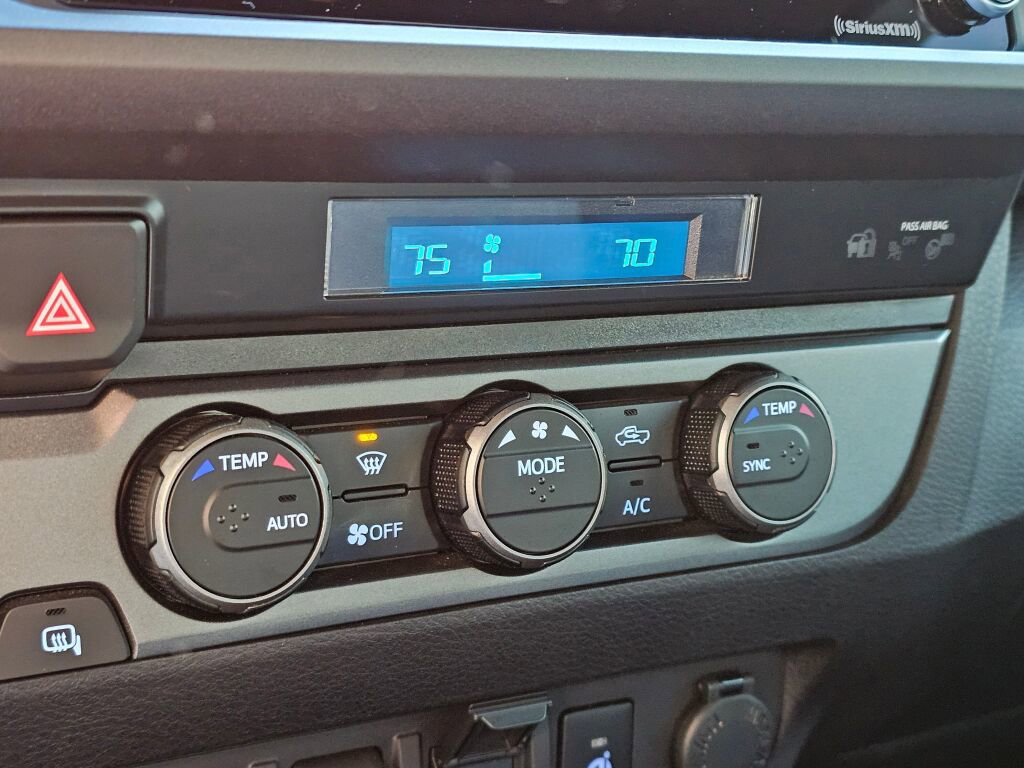 SiriusXM
PASS AIR BAG
OFF
75
70
TEMP
AUTO
OFF
MODE
A/C
TEMP
SYNC